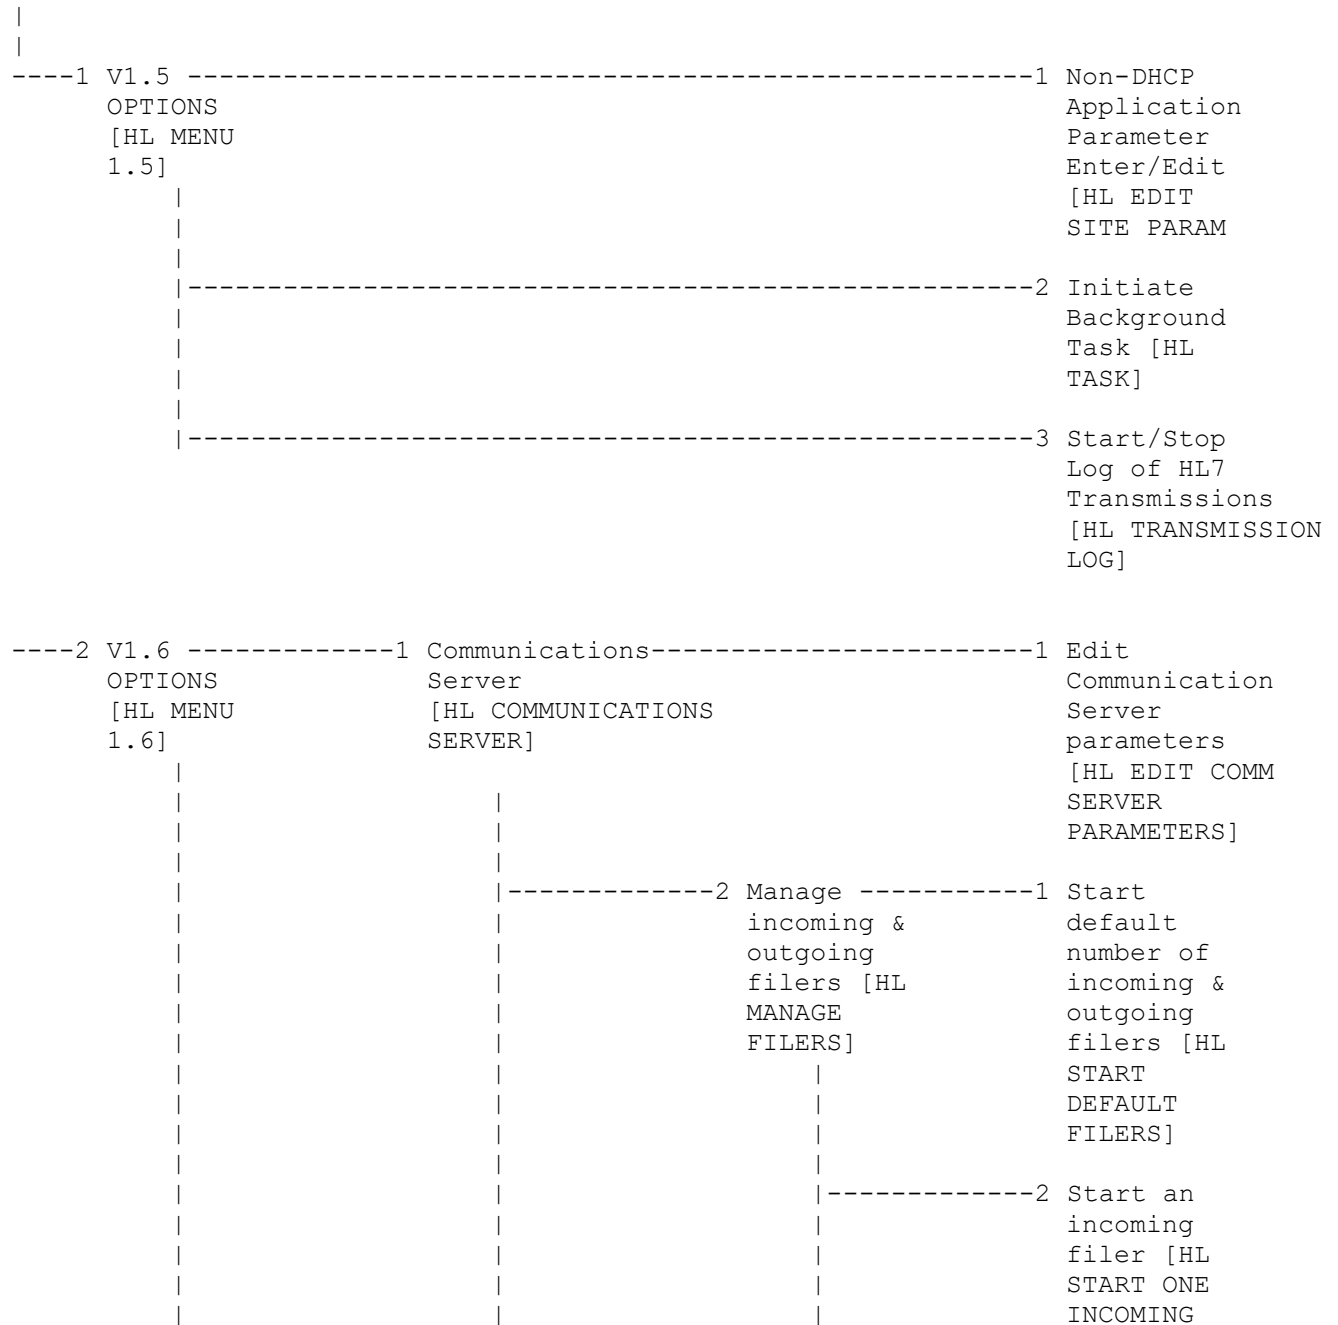 |
|
----1 V1.5 -----------------------------------------------------1 Non-DHCP
OPTIONS Application
[HL MENU Parameter
1.5] Enter/Edit
| [HL EDIT
| SITE PARAM
|
|-----------------------------------------------------2 Initiate
| Background
| Task [HL
| TASK]
|
|-----------------------------------------------------3 Start/Stop
Log of HL7
Transmissions
[HL TRANSMISSION
LOG]
----2 V1.6 -------------1 Communications------------------------1 Edit
OPTIONS Server Communication
[HL MENU [HL COMMUNICATIONS Server
1.6] SERVER] parameters
| [HL EDIT COMM
| | SERVER
| | PARAMETERS]
| |
| |-------------2 Manage -----------1 Start
| | incoming & default
| | outgoing number of
| | filers [HL incoming &
| | MANAGE outgoing
| | FILERS] filers [HL
| | | START
| | | DEFAULT
| | | FILERS]
| | |
| | |-------------2 Start an
| | | incoming
| | | filer [HL
| | | START ONE
| | | INCOMING